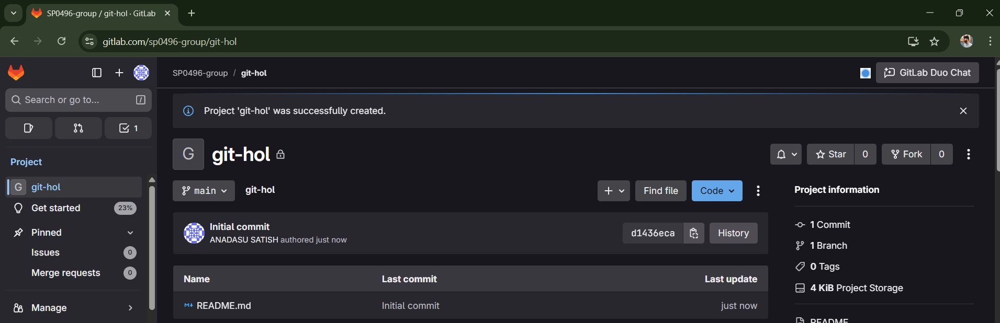 SP0496-group / git-hol · GitLab
gitlab.com/sp0496-group/git-hol
SP0496-group / git-hol
GitLab Duo Chat
Search or go to... /
1
Project 'git-hol' was successfully created.
Project
G git-hol
Get started 23%
Pinned
Issues 0
Merge requests 0
Manage
G git-hol
Star 0 Fork 0
main git-hol Find file Code
Initial commit
ANADASU SATISH authored just now
d1436eca History
Name Last commit Last update
README.md Initial commit just now
Project information
1 Commit
1 Branch
0 Tags
4 KiB Project Storage
README